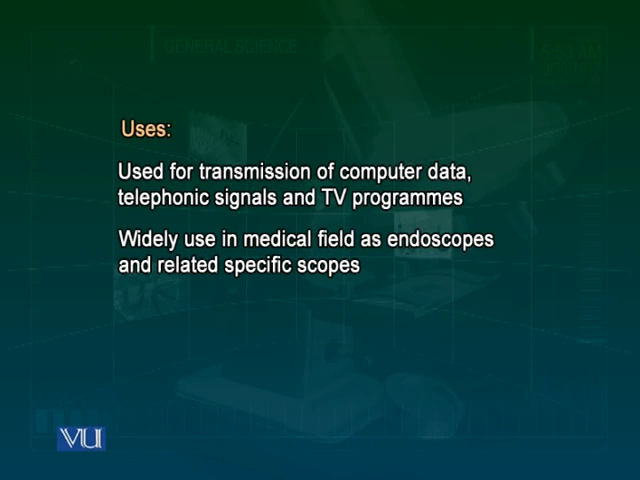 GENERAL SCIENCE
Uses:
Used for transmission of computer data,
telephonic signals and TV programmes
Widely use in medical field as endoscopes
and related specific scopes
VU